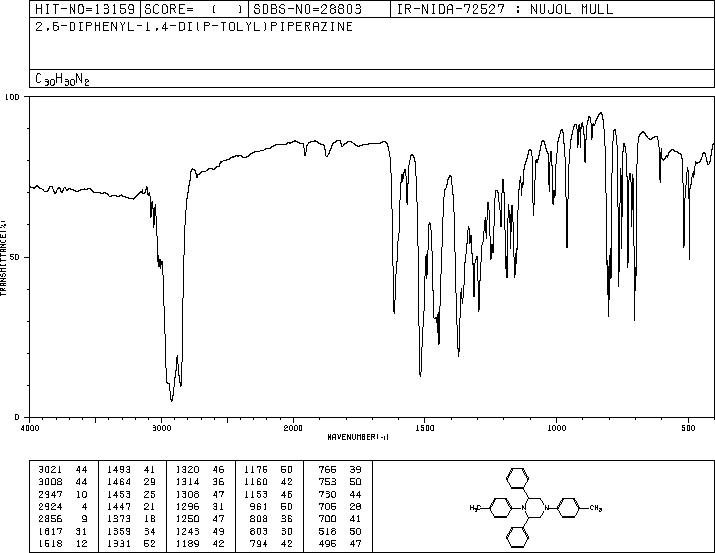 HIT-NO=13159 SCORE= ( ) SDBS-NO=28803 IR-NIDA-72527 : NUJOL MULL
2,6-DIPHENYL-1,4-DI(P-TOLYL)PIPERAZINE
C30H30N2
100
50
0
TRANSMITTANCE(%)
4000 3000 2000 1500 1000 500
WAVENUMBER(-1)
3021 44 1493 41 1320 46 1176 50 766 39
3008 44 1464 29 1314 36 1160 42 753 50
2947 10 1453 25 1308 47 1153 46 730 44
2924 4 1447 21 1296 31 961 50 705 28
2856 9 1373 18 1250 47 808 36 700 41
1617 31 1359 34 1243 49 803 30 518 50
1518 12 1331 52 1189 42 794 42 496 47
H3C N N CH3